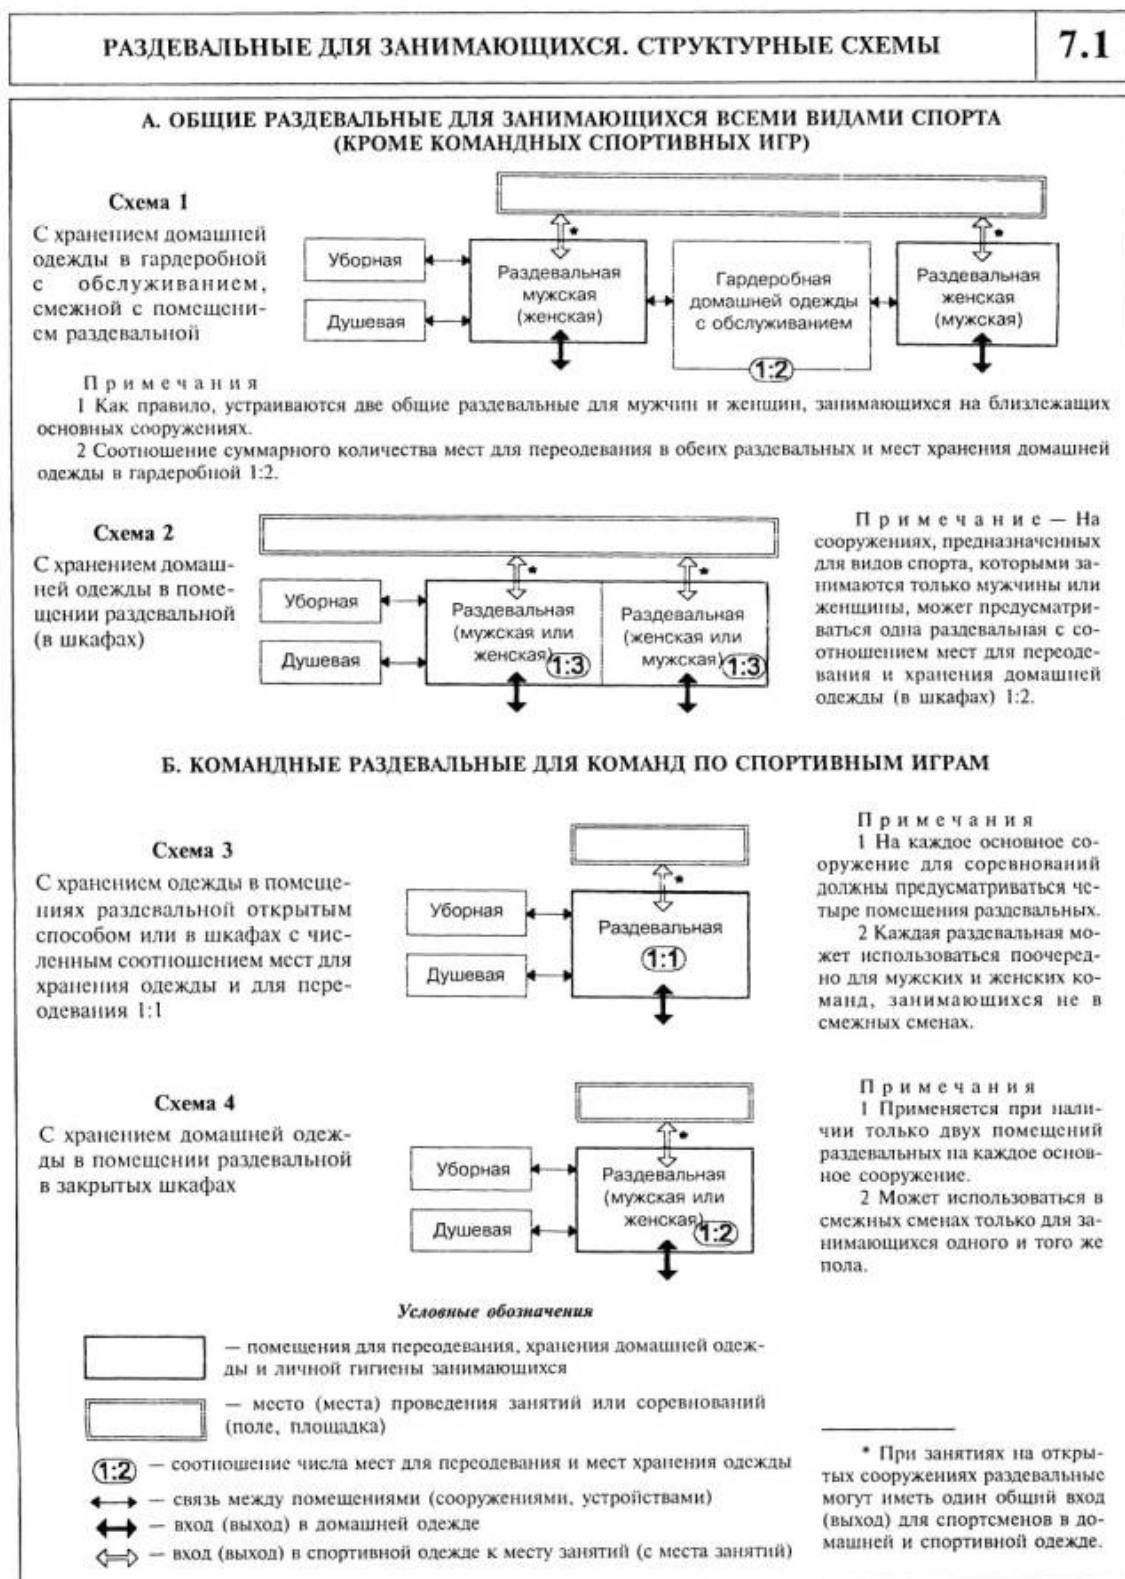 РАЗДЕВАЛЬНЫЕ ДЛЯ ЗАНИМАЮЩИХСЯ. СТРУКТУРНЫЕ СХЕМЫ
7.1
А. ОБЩИЕ РАЗДЕВАЛЬНЫЕ ДЛЯ ЗАНИМАЮЩИХСЯ ВСЕМИ ВИДАМИ СПОРТА
(КРОМЕ КОМАНДНЫХ СПОРТИВНЫХ ИГР)
Схема 1
С хранением домашней
одежды в гардеробной
с обслуживанием,
смежной с помещени-
ем раздевальной
Уборная
Душевая
*
Раздевальная
мужская
(женская)
Гардеробная
домашней одежды
с обслуживанием
1:2
*
Раздевальная
женская
(мужская)
Примечания
1 Как правило, устраиваются две общие раздевальные для мужчин и женщин, занимающихся на близлежащих
основных сооружениях.
2 Соотношение суммарного количества мест для переодевания в обеих раздевальных и мест хранения домашней
одежды в гардеробной 1:2.
Схема 2
С хранением домаш-
ней одежды в поме-
щении раздевальной
(в шкафах)
Уборная
Душевая
*
Раздевальная
(мужская или
женская)
1:3
*
Раздевальная
(женская или
мужская)
1:3
Примечание — На
сооружениях, предназначенных
для видов спорта, которыми за-
нимаются только мужчины или
женщины, может предусматри-
ваться одна раздевальная с со-
отношением мест для переоде-
вания и хранения домашней
одежды (в шкафах) 1:2.
Б. КОМАНДНЫЕ РАЗДЕВАЛЬНЫЕ ДЛЯ КОМАНД ПО СПОРТИВНЫМ ИГРАМ
Схема 3
С хранением одежды в помеще-
ниях раздевальной открытым
способом или в шкафах с чис-
ленным соотношением мест для
хранения одежды и для пере-
одевания 1:1
Уборная
Душевая
*
Раздевальная
1:1
Примечания
1 На каждое основное со-
оружение для соревнований
должны предусматриваться че-
тыре помещения раздевальных.
2 Каждая раздевальная мо-
жет использоваться поочеред-
но для мужских и женских ко-
манд, занимающихся не в
смежных сменах.
Схема 4
С хранением домашней одеж-
ды в помещении раздевальной
в закрытых шкафах
Уборная
Душевая
*
Раздевальная
(мужская или
женская)
1:2
Примечания
1 Применяется при нали-
чии только двух помещений
раздевальных на каждое основ-
ное сооружение.
2 Может использоваться в
смежных сменах только для за-
нимающихся одного и того же
пола.
Условные обозначения
— помещения для переодевания, хранения домашней одеж-
ды и личной гигиены занимающихся
— место (места) проведения занятий или соревнований
(поле, площадка)
1:2 — соотношение числа мест для переодевания и мест хранения одежды
— связь между помещениями (сооружениями, устройствами)
— вход (выход) в домашней одежде
— вход (выход) в спортивной одежде к месту занятий (с места занятий)
* При занятиях на откры-
тых сооружениях раздевальные
могут иметь один общий вход
(выход) для спортсменов в до-
машней и спортивной одежде.